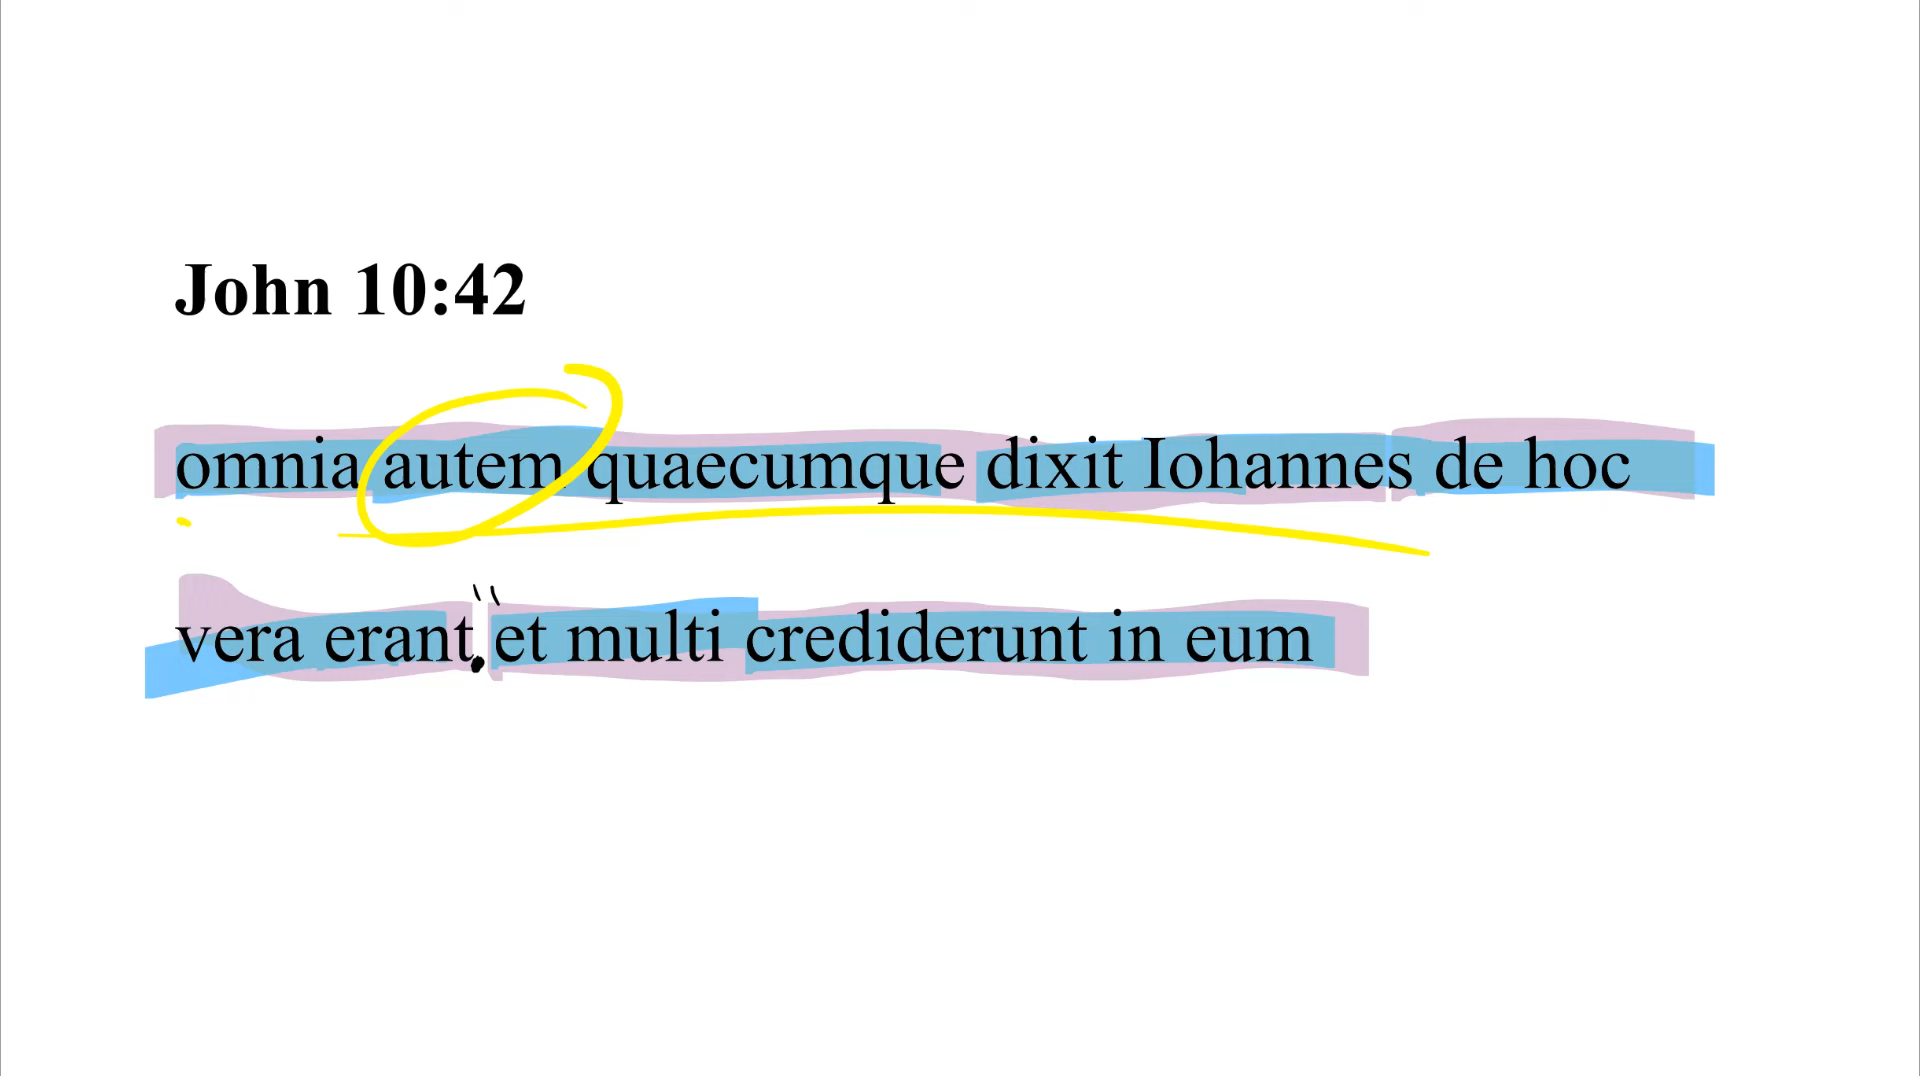 John 10:42
omnia autem quaecumque dixit Iohannes de hoc
vera erant. et multi crediderunt in eum